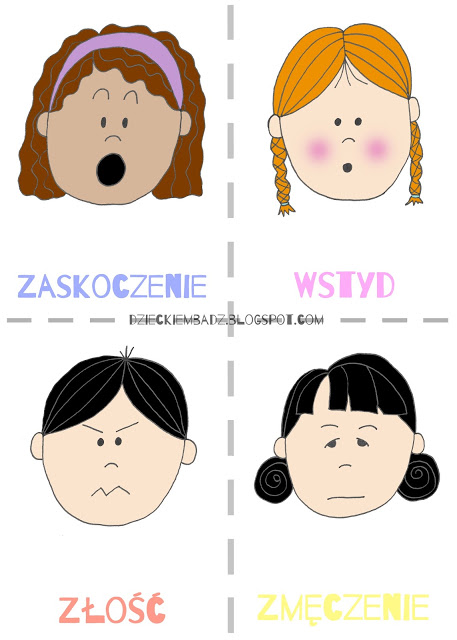 ZASKOCZENIE
WSTYD
DZIECKIEMBADZ.BLOGSPOT.COM
ZŁOŚĆ
ZMĘCZENIE